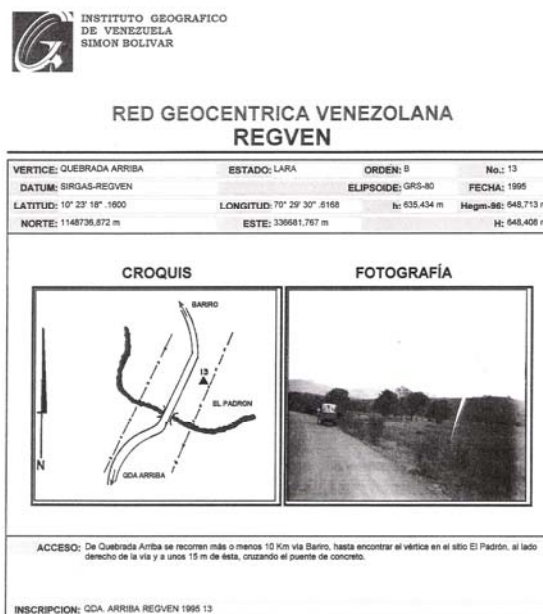 INSTITUTO GEOGRAFICO
DE VENEZUELA
SIMON BOLIVAR
RED GEOCENTRICA VENEZOLANA
REGVEN
VERTICE: QUEBRADA ARRIBA ESTADO: LARA ORDEN: B No.: 13
DATUM: SIRGAS-REGVEN ELIPSOIDE: GRS-80 FECHA: 1995
LATITUD: 10° 23' 18" .1600 LONGITUD: 70° 29' 30" .6168 h: 635,434 m Hegm-96: 648,713 m
NORTE: 1148736,872 m ESTE: 336681,767 m H: 648,408 m
CROQUIS FOTOGRAFÍA
BARIRO
13
EL PADRON
N
QDA ARRIBA
ACCESO: De Quebrada Arriba se recorren más o menos 10 Km via Bariro, hasta encontrar el vértice en el sitio El Padrón, al lado
derecho de la vía y a unos 15 m de ésta, cruzando el puente de concreto.
INSCRIPCION: QDA. ARRIBA REGVEN 1995 13